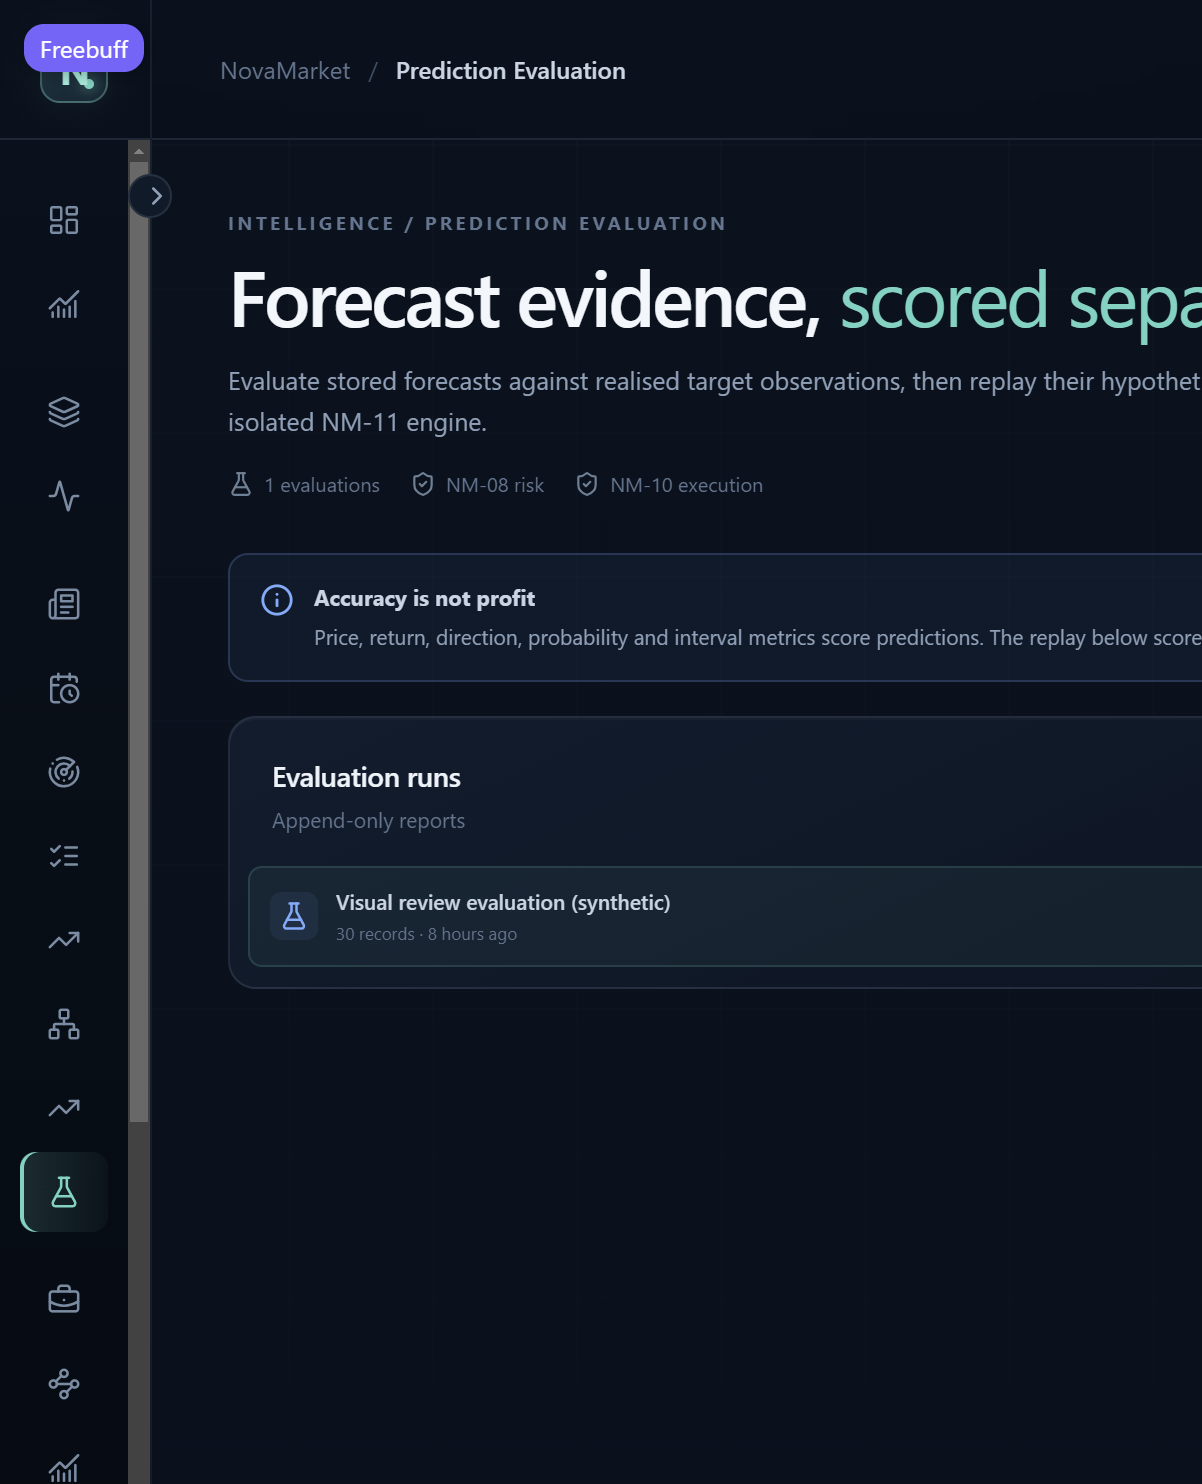 Freebuff
N
NovaMarket / Prediction Evaluation
INTELLIGENCE / PREDICTION EVALUATION
Forecast evidence, scored sepa
Evaluate stored forecasts against realised target observations, then replay their hypothet
isolated NM-11 engine.
1 evaluations NM-08 risk NM-10 execution
Accuracy is not profit
Price, return, direction, probability and interval metrics score predictions. The replay below score
Evaluation runs
Append-only reports
Visual review evaluation (synthetic)
30 records · 8 hours ago